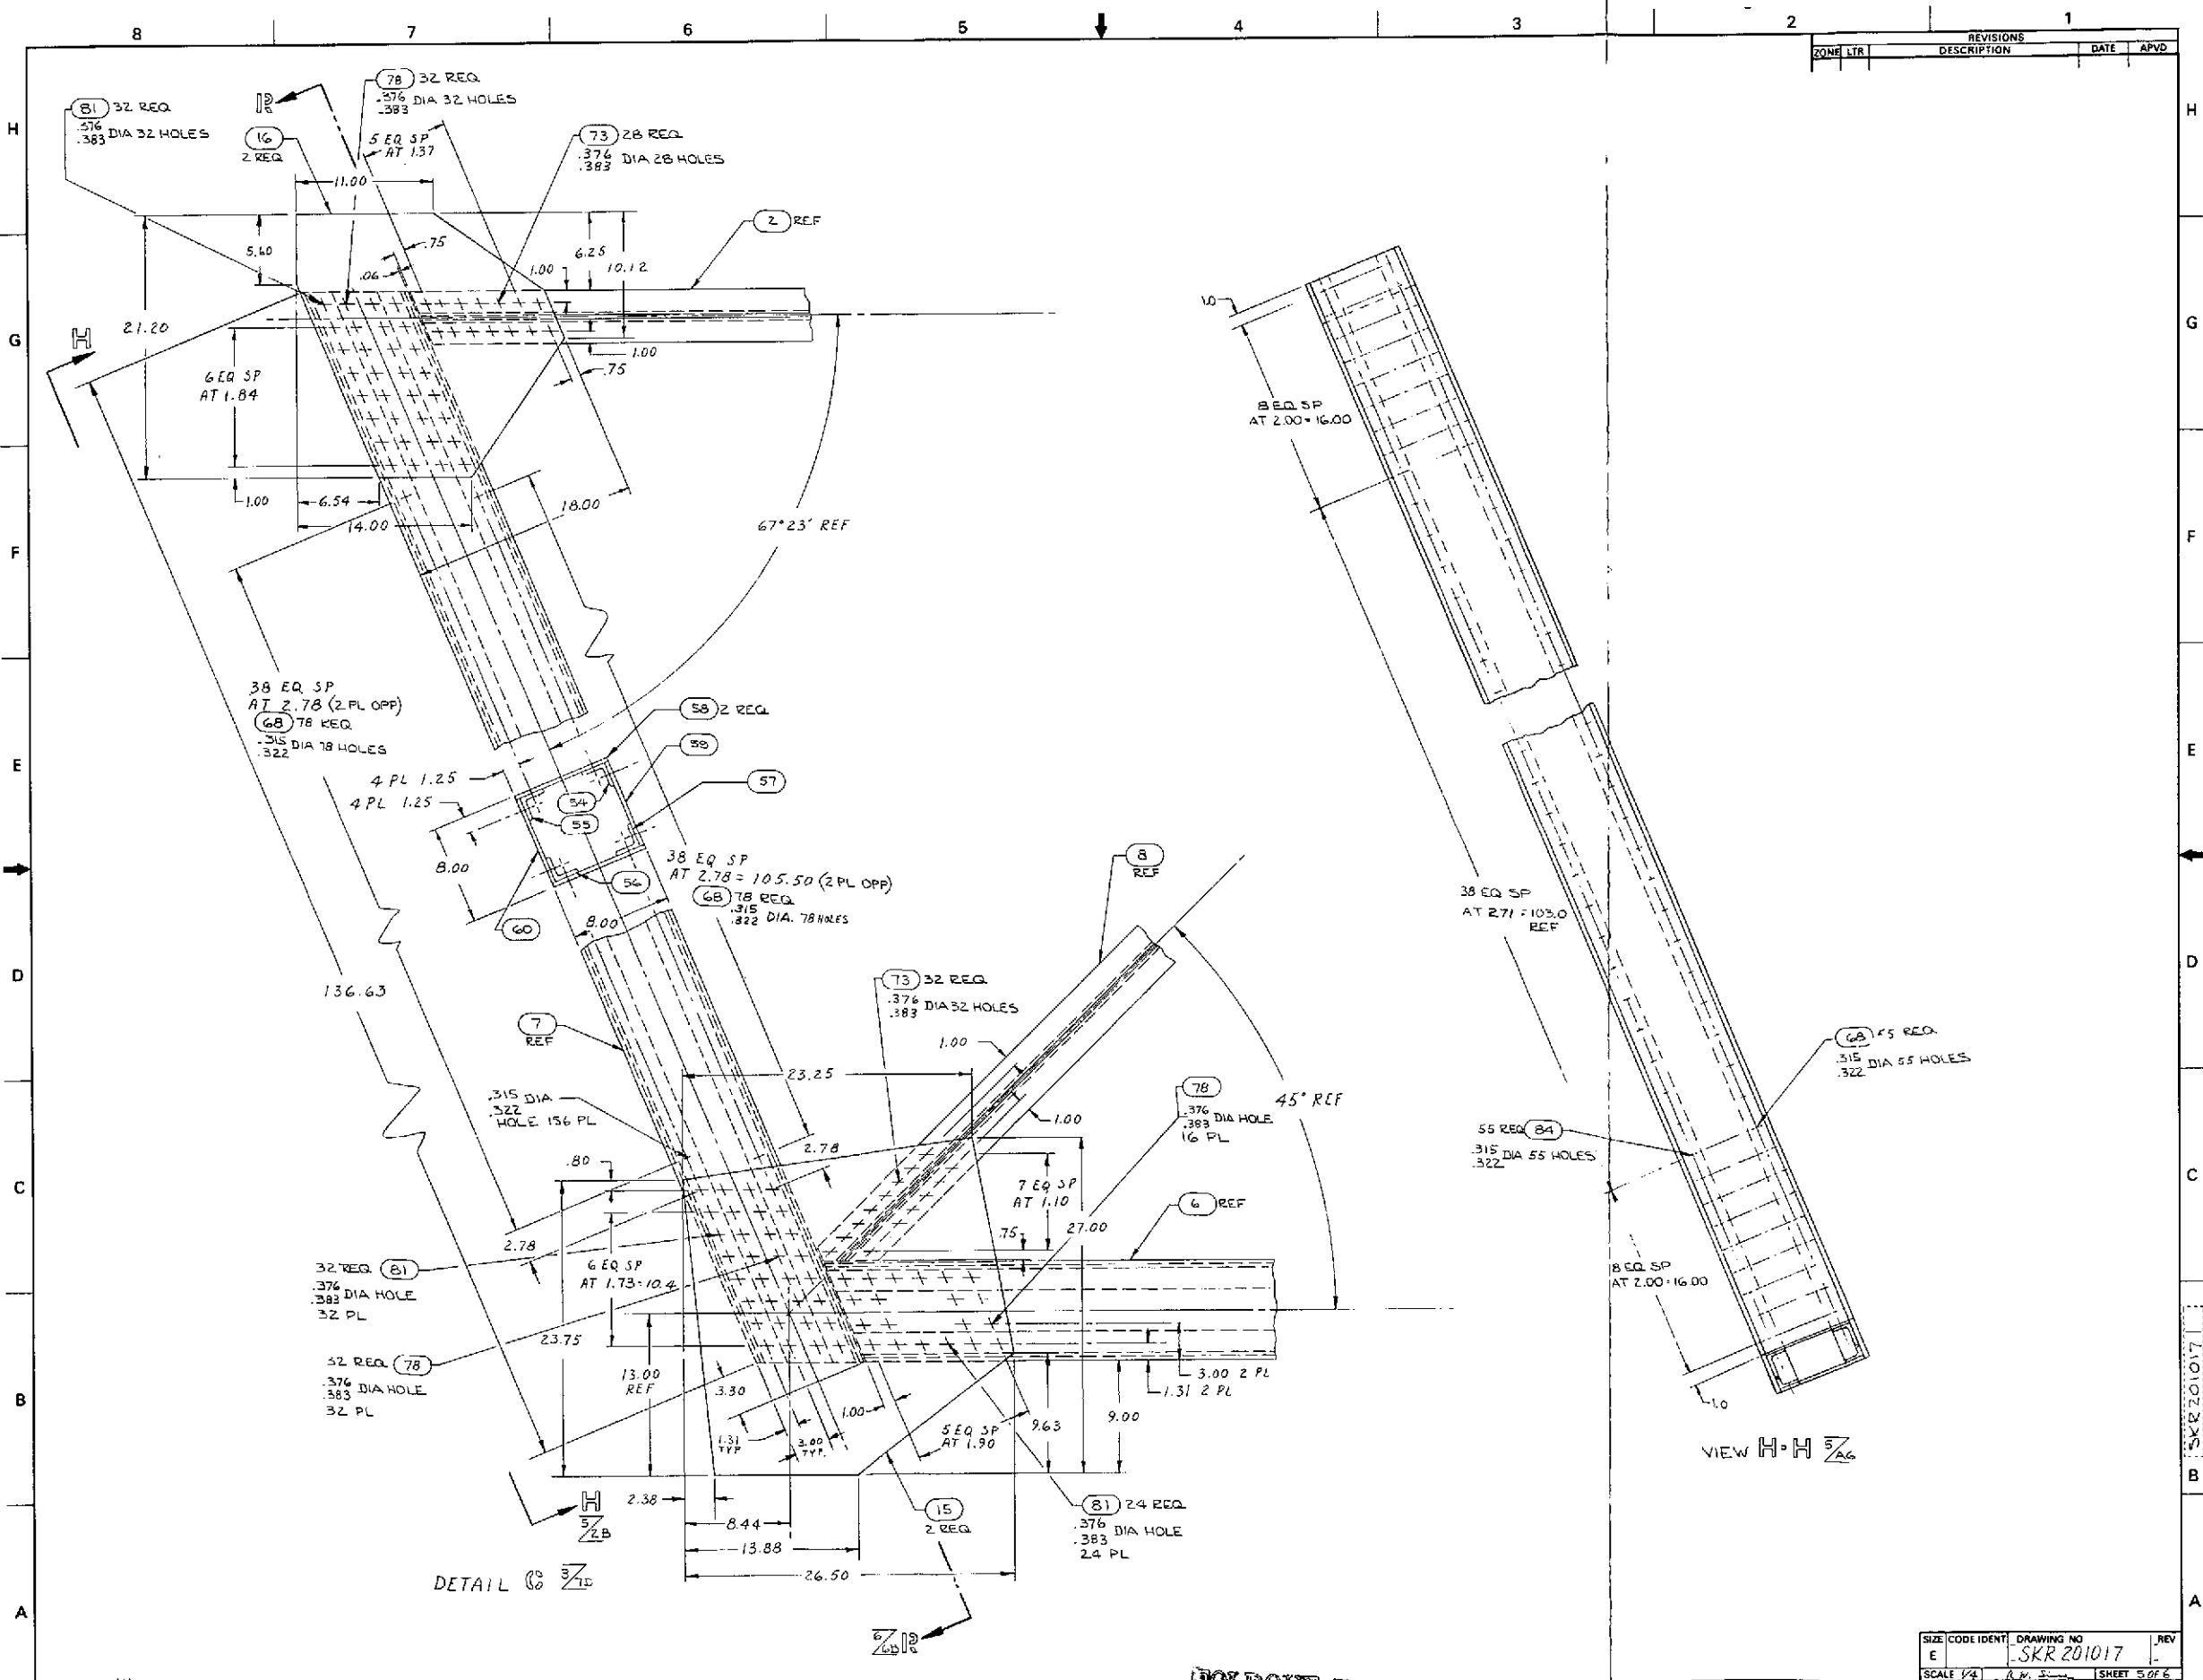 8 7 6 5 4 3 2 1
REVISIONS
ZONE LTR DESCRIPTION DATE APVD
H
G
F
E
D
C
B
A
H
G
F
E
D
C
B
B
A
81 32 REQ
.376
.383 DIA 32 HOLES
R
78 32 REQ
.376
.383 DIA 32 HOLES
16
2 REQ
5 EQ SP
AT 1.37
73 28 REQ
.376
.383 DIA 28 HOLES
11.00
2 REF
.75
5.60
.06
1.00
6.25
10.12
21.20
H
6 EQ SP
AT 1.84
1.00
.75
1.00
6.54
14.00
18.00
67°23' REF
38 EQ SP
AT 2.78 (2 PL OPP)
68 78 REQ
.315
.322 DIA 78 HOLES
58 2 REQ
59
57
54
55
56
60
4 PL 1.25
4 PL 1.25
8.00
8.00
38 EQ SP
AT 2.78 = 105.50 (2 PL OPP)
68 78 REQ
.315
.322 DIA. 78 HOLES
136.63
8
REF
73 32 REQ
.376
.383 DIA 32 HOLES
7
REF
1.00
23.25
.315 DIA
.322
HOLE 156 PL
1.00
78
.376
.383 DIA HOLE
16 PL
45° REF
2.78
.80
7 EQ SP
AT 1.10
6 REF
.75
27.00
2.78
32 REQ 81
.376
.383 DIA HOLE
32 PL
6 EQ SP
AT 1.73=10.4
23.75
32 REQ 78
.376
.383 DIA HOLE
32 PL
13.00
REF
3.30
1.00
1.31
TYP
3.00
TYP.
5 EQ SP
AT 1.90
9.63
9.00
3.00 2 PL
1.31 2 PL
H
5/2B
2.38
8.44
13.88
26.50
15
2 REQ
81 24 REQ
.376
.383 DIA HOLE
24 PL
DETAIL C
6/6B R
1.0
8 EQ SP
AT 2.00=16.00
38 EQ SP
AT 2.71 =103.0
REF
68 55 REQ
.315
.322 DIA 55 HOLES
55 REQ 84
.315
.322 DIA 55 HOLES
8 EQ SP
AT 2.00=16.00
1.0
VIEW H-H 5/A6
SKR201017
SIZE CODE IDENT DRAWING NO REV
E SKR 201017 -
SCALE 1/4 SHEET 5 OF 6